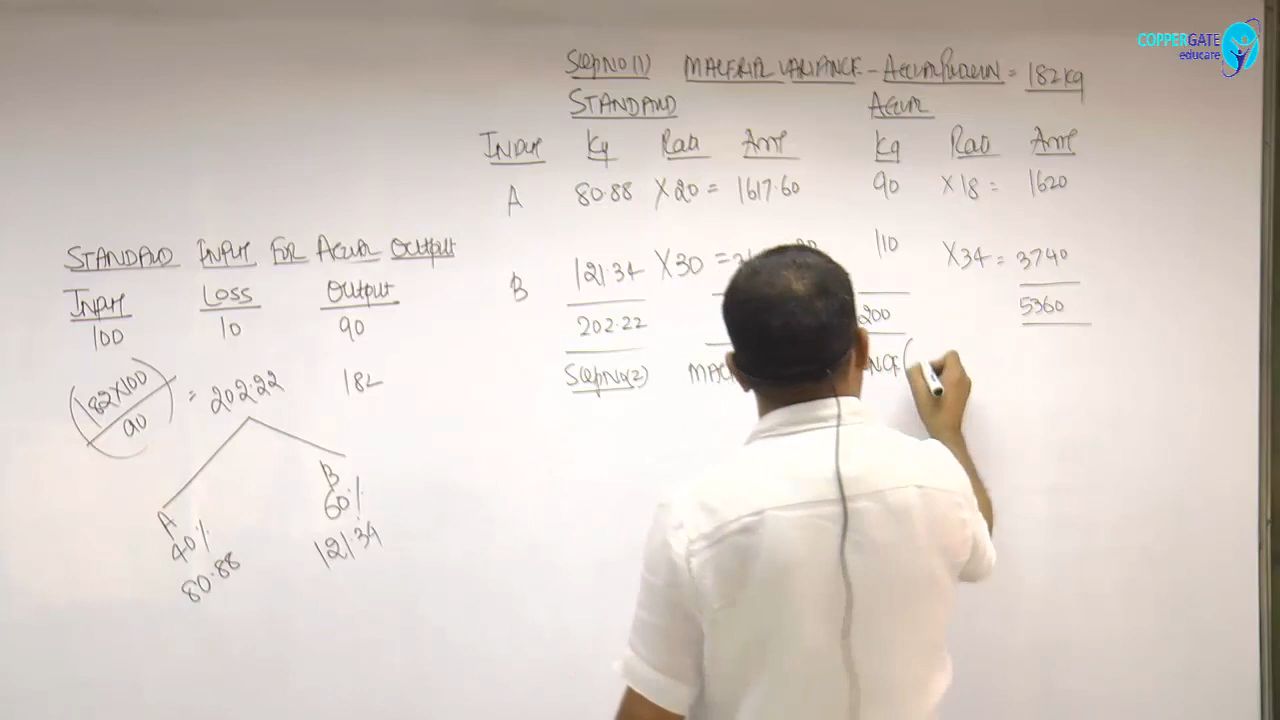 COPPERGATE
educare
Step No (1) MATERIAL VARIANCE - ACTUAL PRODUCTION = 182 Kg
STANDARD ACTUAL
INPUT Kg Rate Amt Kg Rate Amt
A 80.88 X 20 = 1617.60 90 X 18 = 1620
B 121.34 X 30 = 110 X 34 = 3740
202.22 200 5360
Step No (2)
STANDARD INPUT FOR ACTUAL OUTPUT
INPUT LOSS OUTPUT
100 10 90
(182 X 100 / 90) = 202.22 182
A B
40% 60%
80.88 121.34